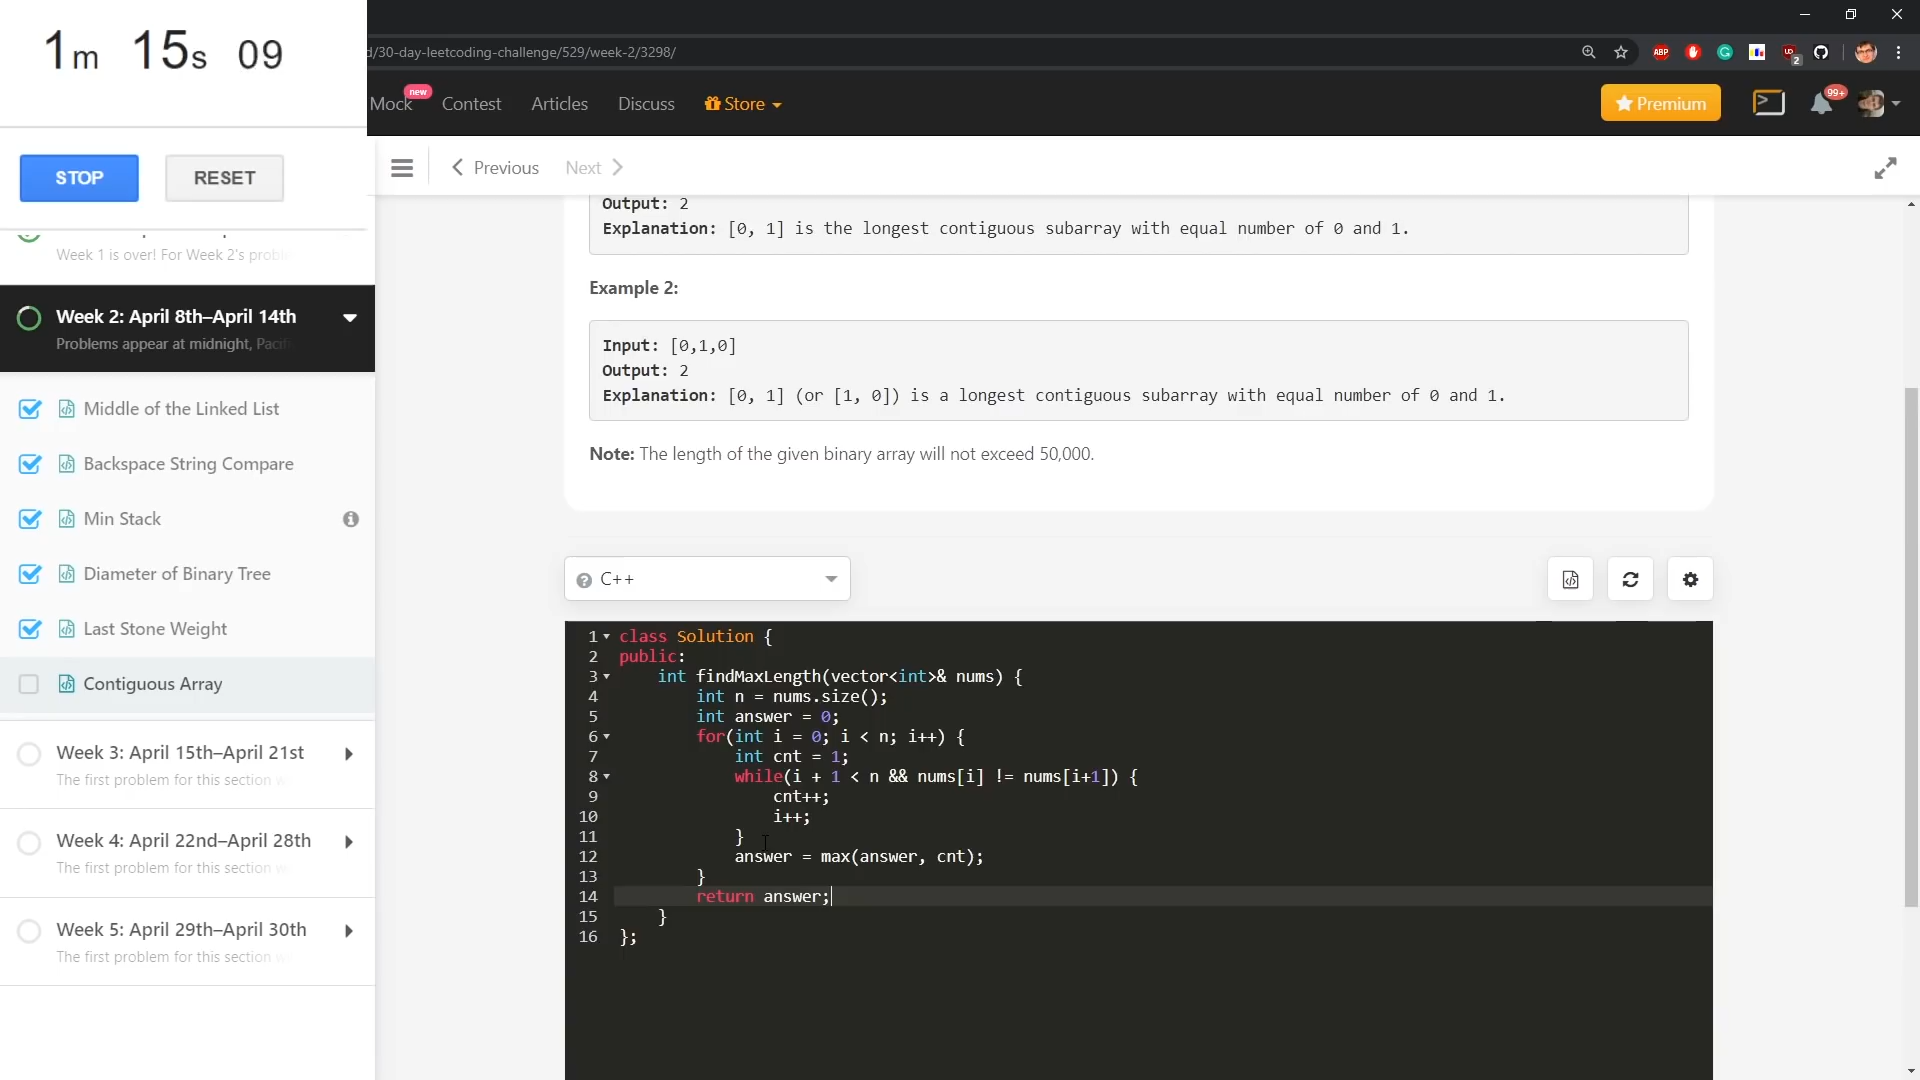 1m 15s 09
STOP
RESET
d/30-day-leetcoding-challenge/529/week-2/3298/
ABP
2
Mock
new
Contest
Articles
Discuss
Store
Premium
99+
Previous
Next
Week 1 is over! For Week 2's
Week 2: April 8th–April 14th
Problems appear at midnight,
Middle of the Linked List
Backspace String Compare
Min Stack
Diameter of Binary Tree
Last Stone Weight
Contiguous Array
Week 3: April 15th–April 21st
The first problem for this section
Week 4: April 22nd–April 28th
The first problem for this section
Week 5: April 29th–April 30th
The first problem for this section
Output: 2
Explanation: [0, 1] is the longest contiguous subarray with equal number of 0 and 1.
Example 2:
Input: [0,1,0]
Output: 2
Explanation: [0, 1] (or [1, 0]) is a longest contiguous subarray with equal number of 0 and 1.
Note: The length of the given binary array will not exceed 50,000.
C++
1 class Solution {
2 public:
3     int findMaxLength(vector<int>& nums) {
4         int n = nums.size();
5         int answer = 0;
6         for(int i = 0; i < n; i++) {
7             int cnt = 1;
8             while(i + 1 < n && nums[i] != nums[i+1]) {
9                 cnt++;
10                 i++;
11             }
12             answer = max(answer, cnt);
13         }
14         return answer;
15     }
16 };